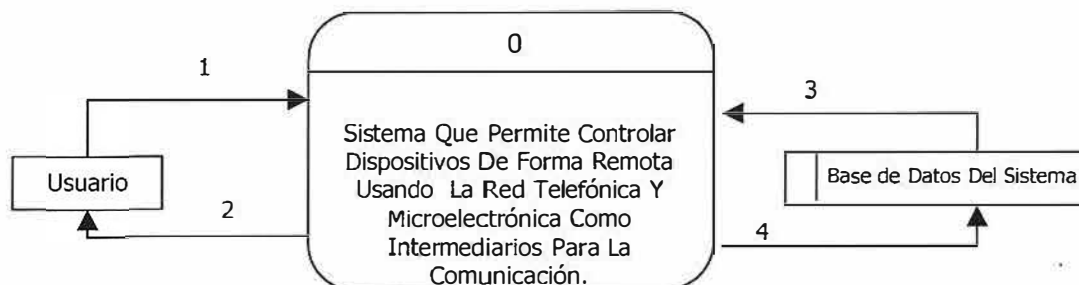 0
1
3
Sistema Que Permite Controlar
Dispositivos De Forma Remota
Usando La Red Telefónica Y
Microelectrónica Como
Intermediarios Para La
Comunicación.
Usuario
Base de Datos Del Sistema
2
4